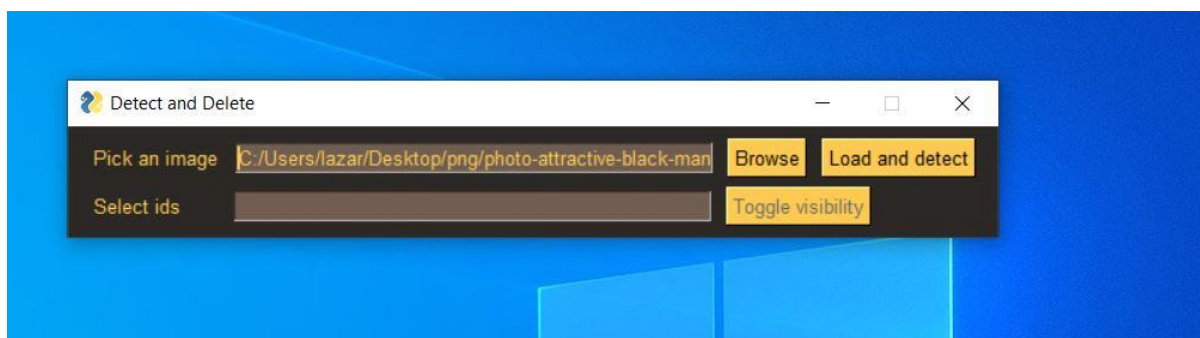 Detect and Delete
Pick an image C:/Users/lazar/Desktop/png/photo-attractive-black-man Browse Load and detect
Select ids Toggle visibility